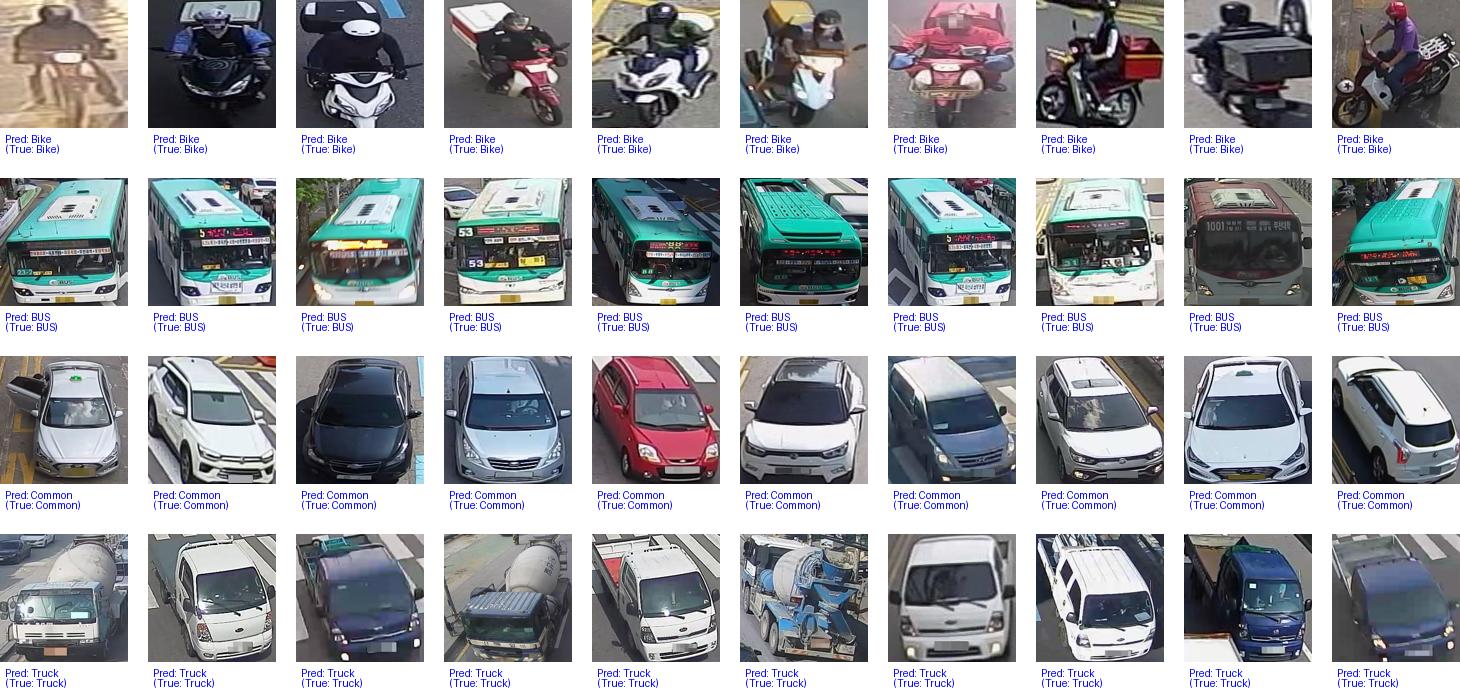 Pred: Bike
(True: Bike)
Pred: Bike
(True: Bike)
Pred: Bike
(True: Bike)
Pred: Bike
(True: Bike)
Pred: Bike
(True: Bike)
Pred: Bike
(True: Bike)
Pred: Bike
(True: Bike)
Pred: Bike
(True: Bike)
Pred: Bike
(True: Bike)
Pred: Bike
(True: Bike)
5
53
53
5
1001
Pred: BUS
(True: BUS)
Pred: BUS
(True: BUS)
Pred: BUS
(True: BUS)
Pred: BUS
(True: BUS)
Pred: BUS
(True: BUS)
Pred: BUS
(True: BUS)
Pred: BUS
(True: BUS)
Pred: BUS
(True: BUS)
Pred: BUS
(True: BUS)
Pred: BUS
(True: BUS)
Pred: Common
(True: Common)
Pred: Common
(True: Common)
Pred: Common
(True: Common)
Pred: Common
(True: Common)
Pred: Common
(True: Common)
Pred: Common
(True: Common)
Pred: Common
(True: Common)
Pred: Common
(True: Common)
Pred: Common
(True: Common)
Pred: Common
(True: Common)
Pred: Truck
(True: Truck)
Pred: Truck
(True: Truck)
Pred: Truck
(True: Truck)
Pred: Truck
(True: Truck)
Pred: Truck
(True: Truck)
Pred: Truck
(True: Truck)
Pred: Truck
(True: Truck)
Pred: Truck
(True: Truck)
Pred: Truck
(True: Truck)
Pred: Truck
(True: Truck)